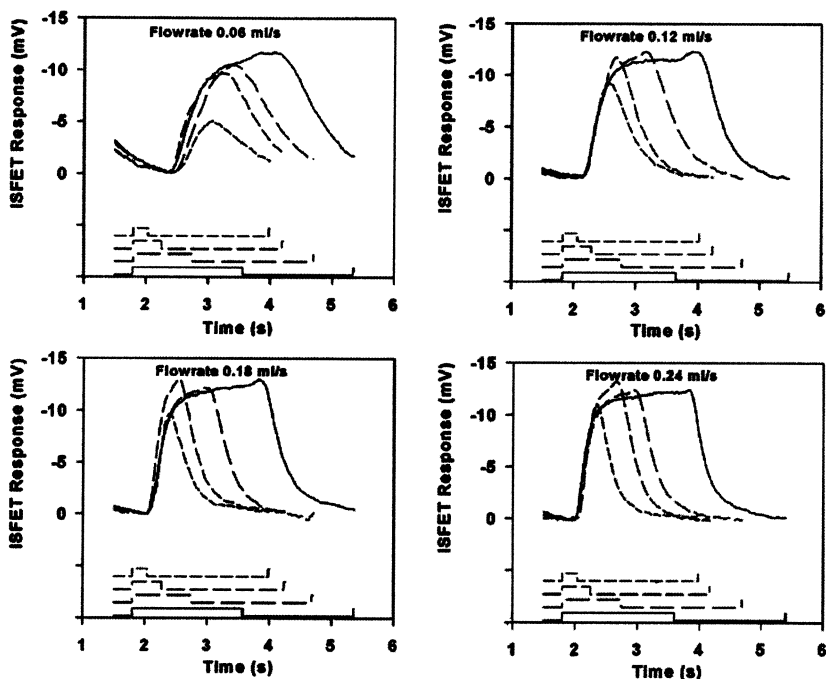 Flowrate 0.06 ml/s
ISFET Response (mV)
-15
-10
-5
0
1 2 3 4 5 6
Time (s)
Flowrate 0.12 ml/s
ISFET Response (mV)
-15
-10
-5
0
1 2 3 4 5 6
Time (s)
Flowrate 0.18 ml/s
ISFET Response (mV)
-15
-10
-5
0
1 2 3 4 5 6
Time (s)
Flowrate 0.24 ml/s
ISFET Response (mV)
-15
-10
-5
0
1 2 3 4 5 6
Time (s)